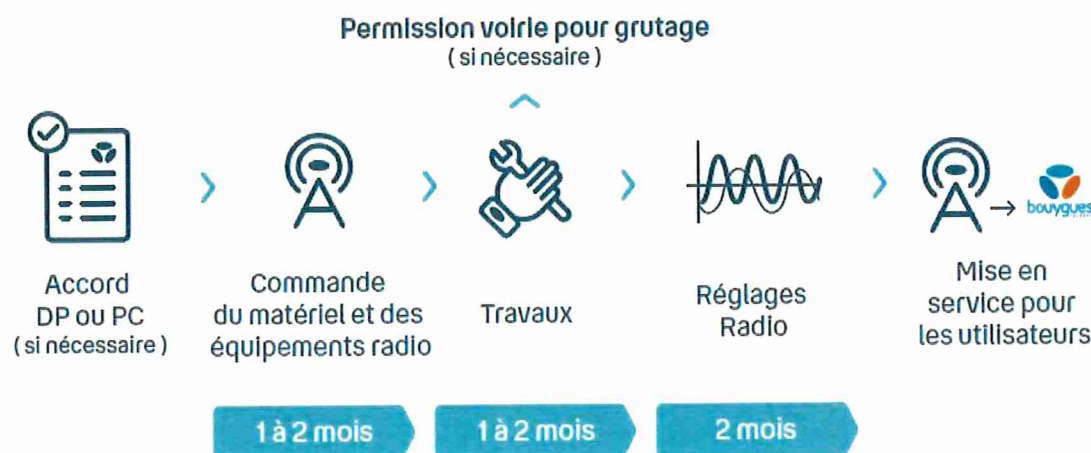 Permission voirie pour grutage
( si nécessaire )
Accord
DP ou PC
( si nécessaire )
Commande
du matériel et des
équipements radio
Travaux
Réglages
Radio
bouygues
Mise en
service pour
les utilisateurs
1 à 2 mois
1 à 2 mois
2 mois